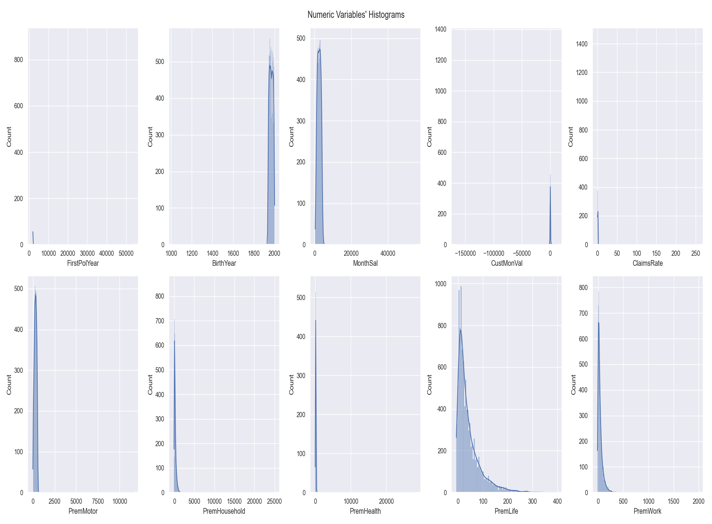 Numeric Variables' Histograms
Count
800
600
400
200
0
0 10000 20000 30000 40000 50000
FirstPolYear
Count
500
400
300
200
100
0
1000 1200 1400 1600 1800 2000
BirthYear
Count
500
400
300
200
100
0
0 20000 40000
MonthSal
Count
1400
1200
1000
800
600
400
200
0
−150000 −100000 −50000 0
CustMonVal
Count
1400
1200
1000
800
600
400
200
0
0 50 100 150 200 250
ClaimsRate
Count
500
400
300
200
100
0
0 2500 5000 7500 10000
PremMotor
Count
800
700
600
500
400
300
200
100
0
0 5000 10000 15000 20000 25000
PremHousehold
Count
500
400
300
200
100
0
0 10000 20000
PremHealth
Count
1000
800
600
400
200
0
0 100 200 300 400
PremLife
Count
800
700
600
500
400
300
200
100
0
0 500 1000 1500 2000
PremWork